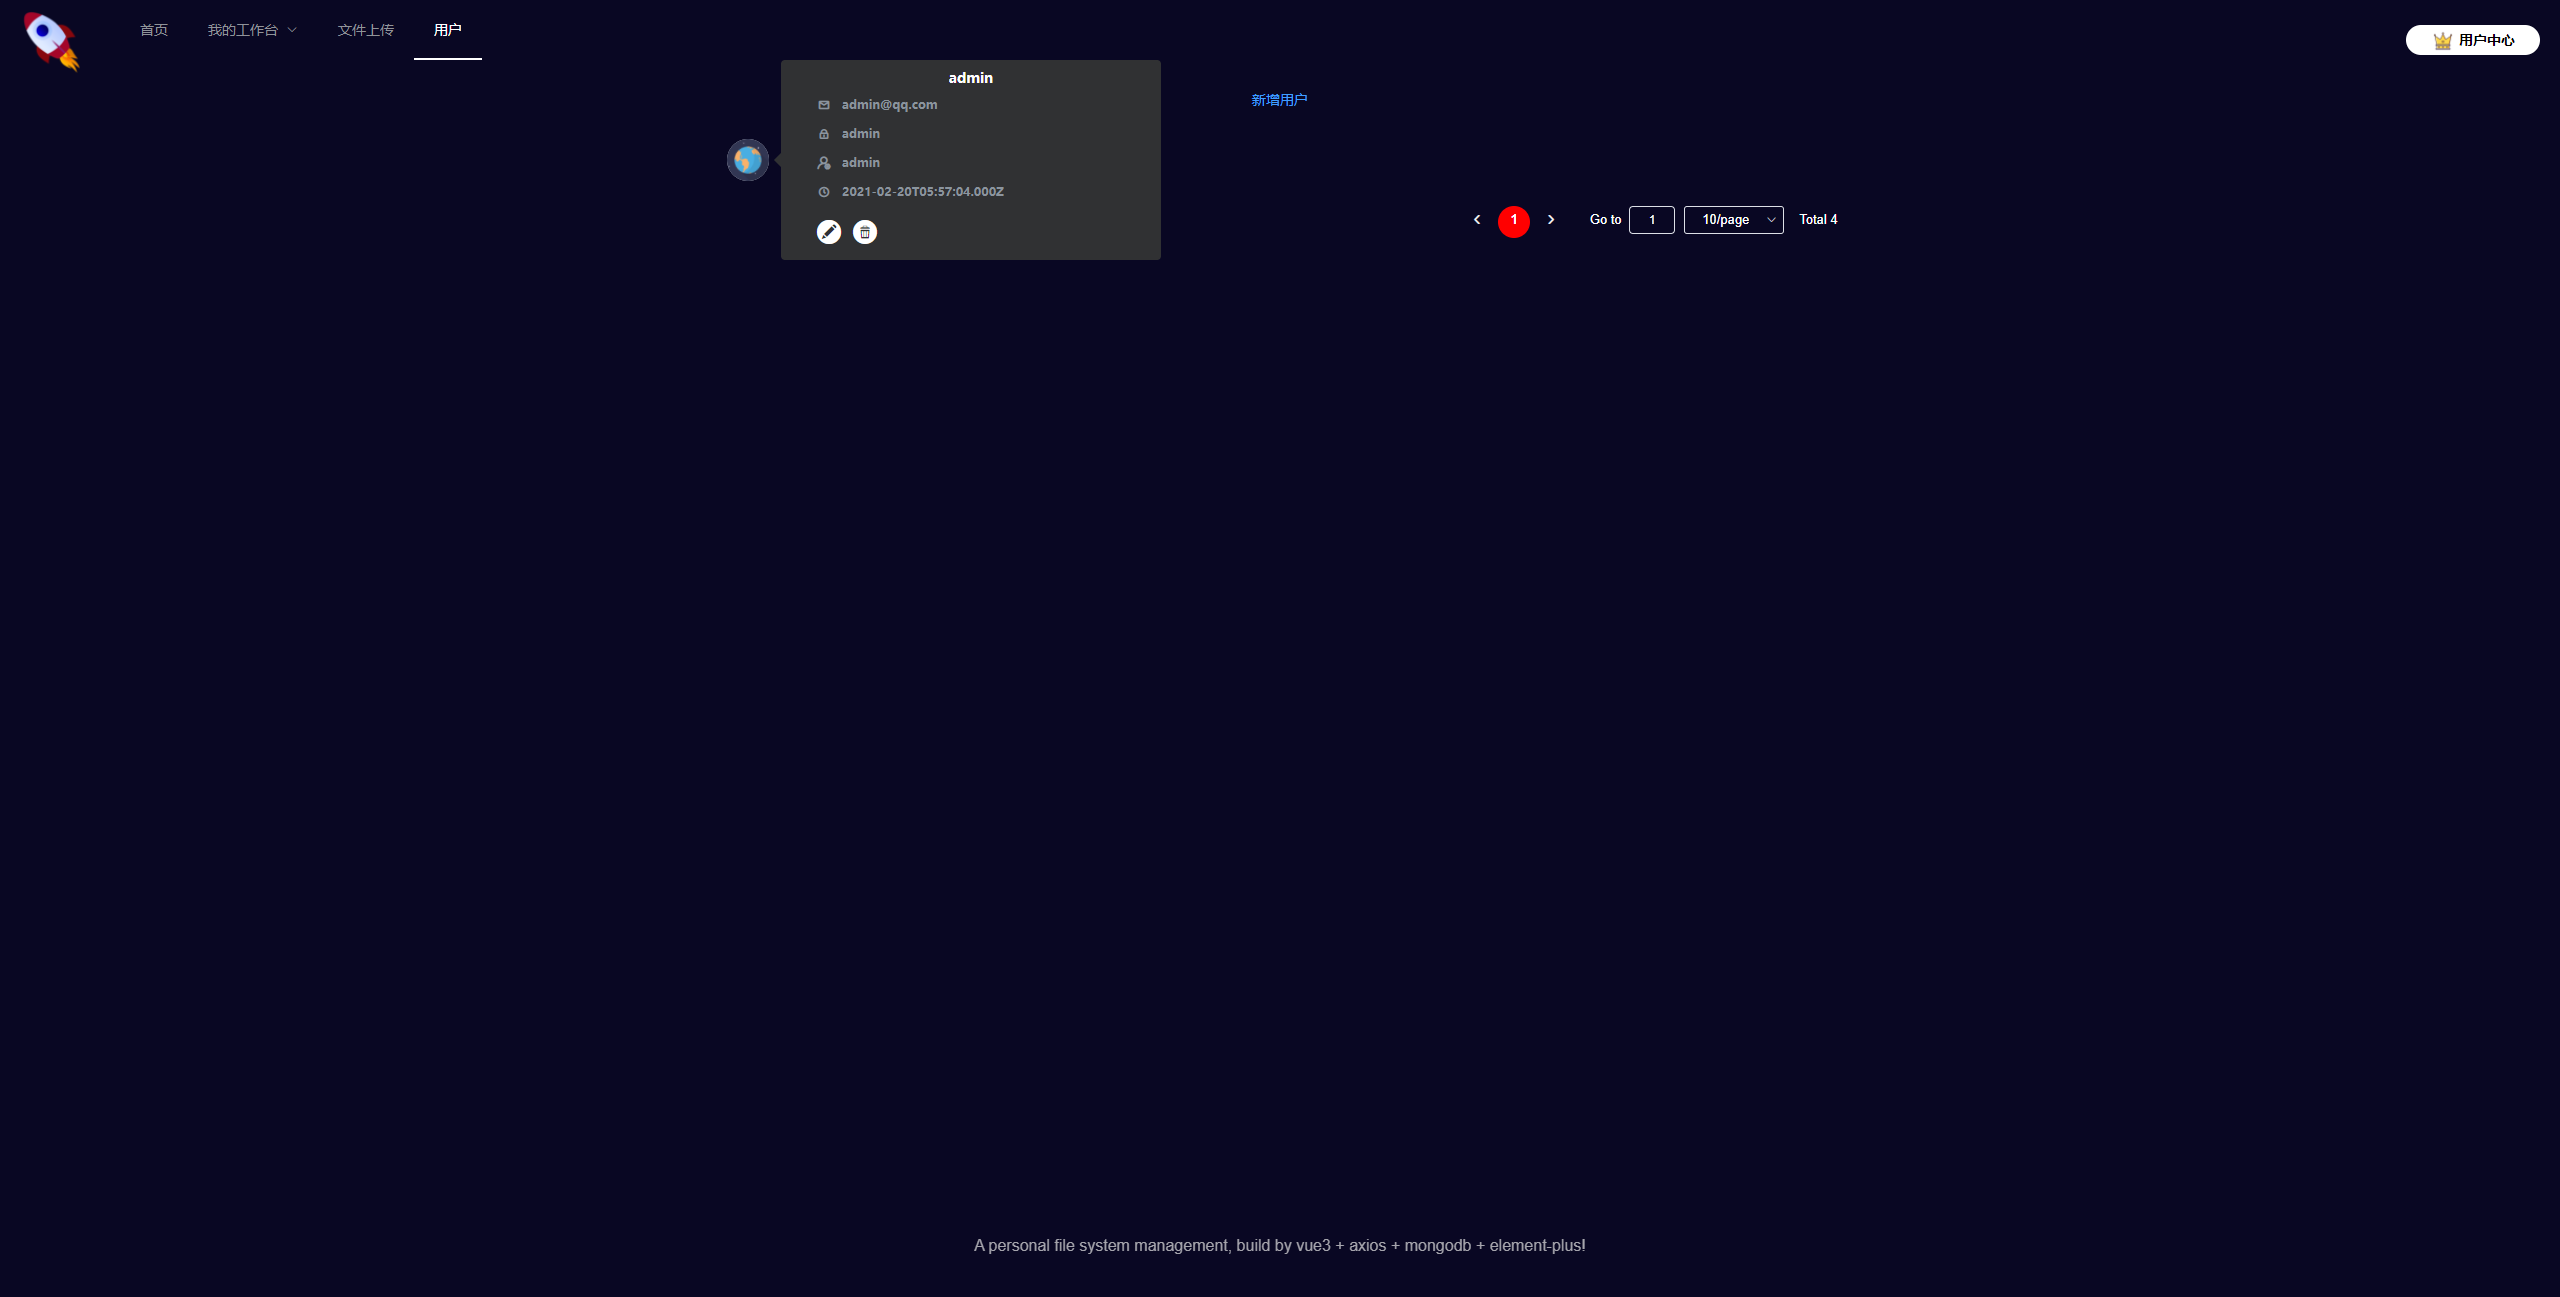 首页 我的工作台 文件上传 用户 用户中心
admin
admin@qq.com
admin
admin
2021-02-20T05:57:04.000Z
新增用户
1 Go to 1 10/page Total 4
A personal file system management, build by vue3 + axios + mongodb + element-plus!